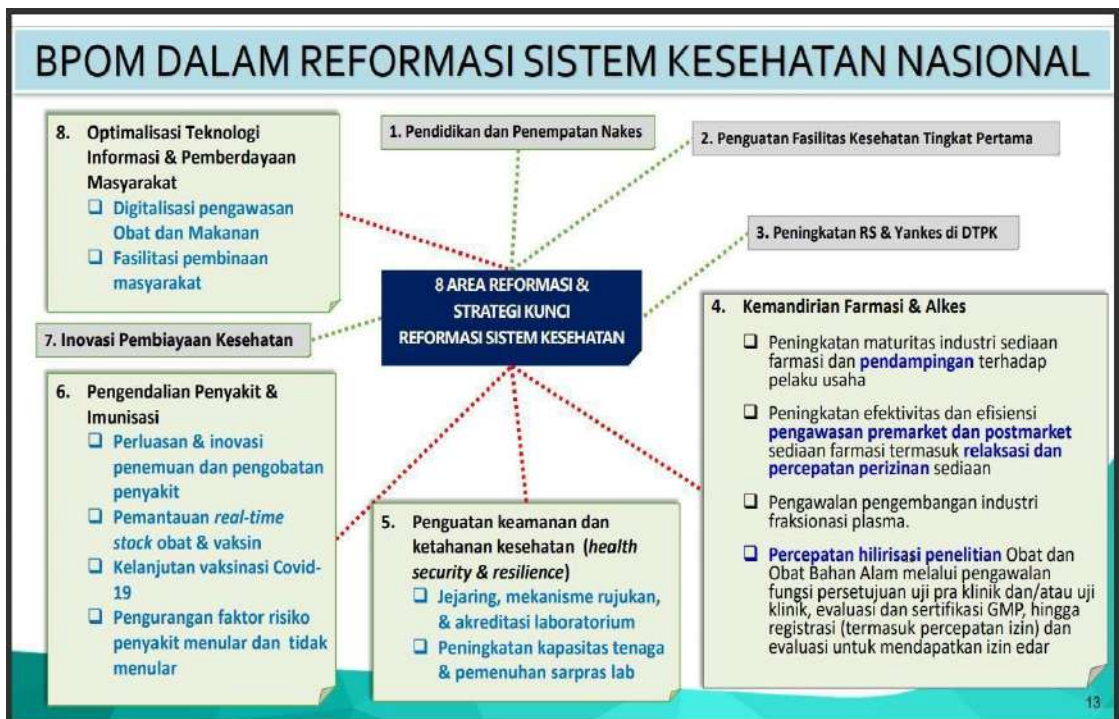 BPOM DALAM REFORMASI SISTEM KESEHATAN NASIONAL
1. Pendidikan dan Penempatan Nakes
2. Penguatan Fasilitas Kesehatan Tingkat Pertama
3. Peningkatan RS & Yankes di DTPK
8 AREA REFORMASI &
STRATEGI KUNCI
REFORMASI SISTEM KESEHATAN
4. Kemandirian Farmasi & Alkes
Peningkatan maturitas industri sediaan
farmasi dan pendampingan terhadap
pelaku usaha
Peningkatan efektivitas dan efisiensi
pengawasan premarket dan postmarket
sediaan farmasi termasuk relaksasi dan
percepatan perizinan sediaan
Pengawalan pengembangan industri
fraksionasi plasma.
Percepatan hilirisasi penelitian Obat dan
Obat Bahan Alam melalui pengawalan
fungsi persetujuan uji pra klinik dan/atau uji
klinik, evaluasi dan sertifikasi GMP, hingga
registrasi (termasuk percepatan izin) dan
evaluasi untuk mendapatkan izin edar
5. Penguatan keamanan dan
ketahanan kesehatan (health
security & resilience)
Jejaring, mekanisme rujukan,
& akreditasi laboratorium
Peningkatan kapasitas tenaga
& pemenuhan sarpras lab
6. Pengendalian Penyakit &
Imunisasi
Perluasan & inovasi
penemuan dan pengobatan
penyakit
Pemantauan real-time
stock obat & vaksin
Kelanjutan vaksinasi Covid-
19
Pengurangan faktor risiko
penyakit menular dan tidak
menular
7. Inovasi Pembiayaan Kesehatan
8. Optimalisasi Teknologi
Informasi & Pemberdayaan
Masyarakat
Digitalisasi pengawasan
Obat dan Makanan
Fasilitasi pembinaan
masyarakat
13